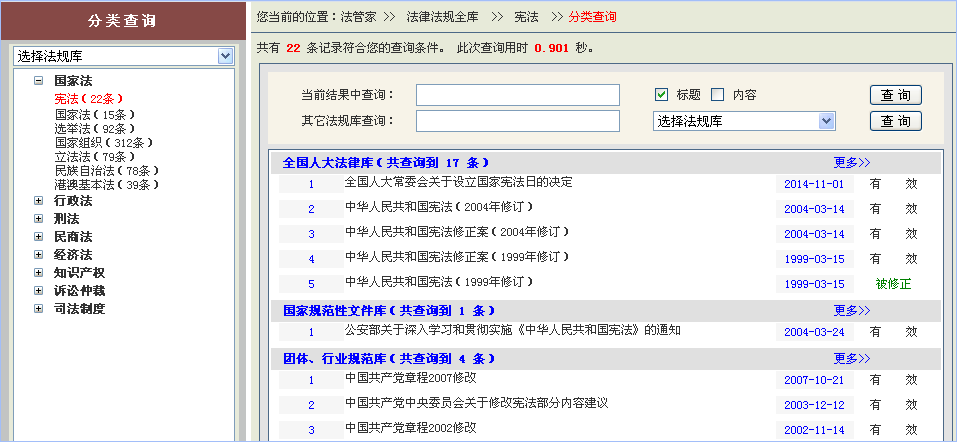 分类查询
选择法规库
国家法
宪法(22条)
国家法(15条)
选举法(92条)
国家组织(312条)
立法法(79条)
民族自治法(78条)
港澳基本法(39条)
行政法
刑法
民商法
经济法
知识产权
诉讼仲裁
司法制度
您当前的位置：法管家 >> 法律法规全库 >> 宪法 >> 分类查询
共有 22 条记录符合您的查询条件。 此次查询用时 0.901 秒。
当前结果中查询： 标题 内容 查 询
其它法规库查询： 选择法规库 查 询
全国人大法律库(共查询到 17 条) 更多>>
1 全国人大常委会关于设立国家宪法日的决定 2014-11-01 有 效
2 中华人民共和国宪法(2004年修订) 2004-03-14 有 效
3 中华人民共和国宪法修正案(2004年修订) 2004-03-14 有 效
4 中华人民共和国宪法修正案(1999年修订) 1999-03-15 有 效
5 中华人民共和国宪法(1999年修订) 1999-03-15 被修正
国家规范性文件库(共查询到 1 条) 更多>>
1 公安部关于深入学习和贯彻实施《中华人民共和国宪法》的通知 2004-03-24 有 效
团体、行业规范库(共查询到 4 条) 更多>>
1 中国共产党章程2007修改 2007-10-21 有 效
2 中国共产党中央委员会关于修改宪法部分内容建议 2003-12-12 有 效
3 中国共产党章程2002修改 2002-11-14 有 效